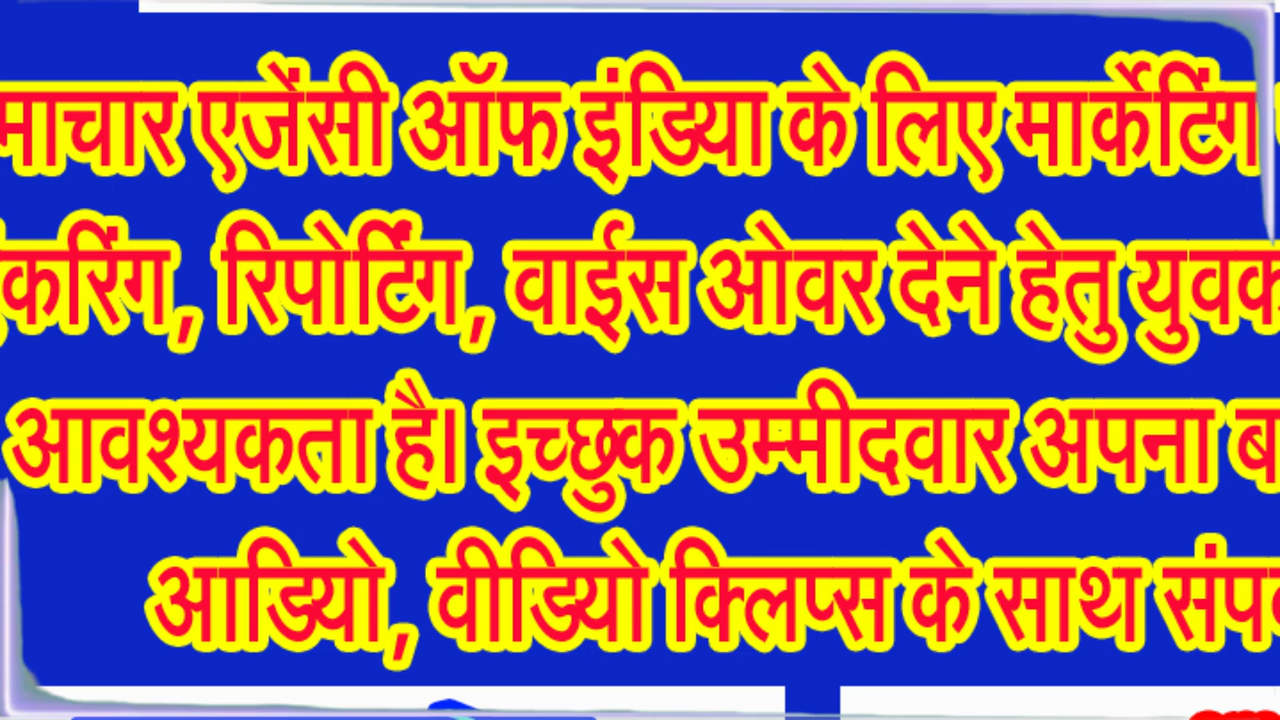 माचार एजेंसी ऑफ इंडिया के लिए मार्केटिंग
करिंग, रिपोर्टिंग, वाईस ओवर देने हेतु युवक
आवश्यकता है। इच्छुक उम्मीदवार अपना ब
आडियो, वीडियो क्लिप्स के साथ संप